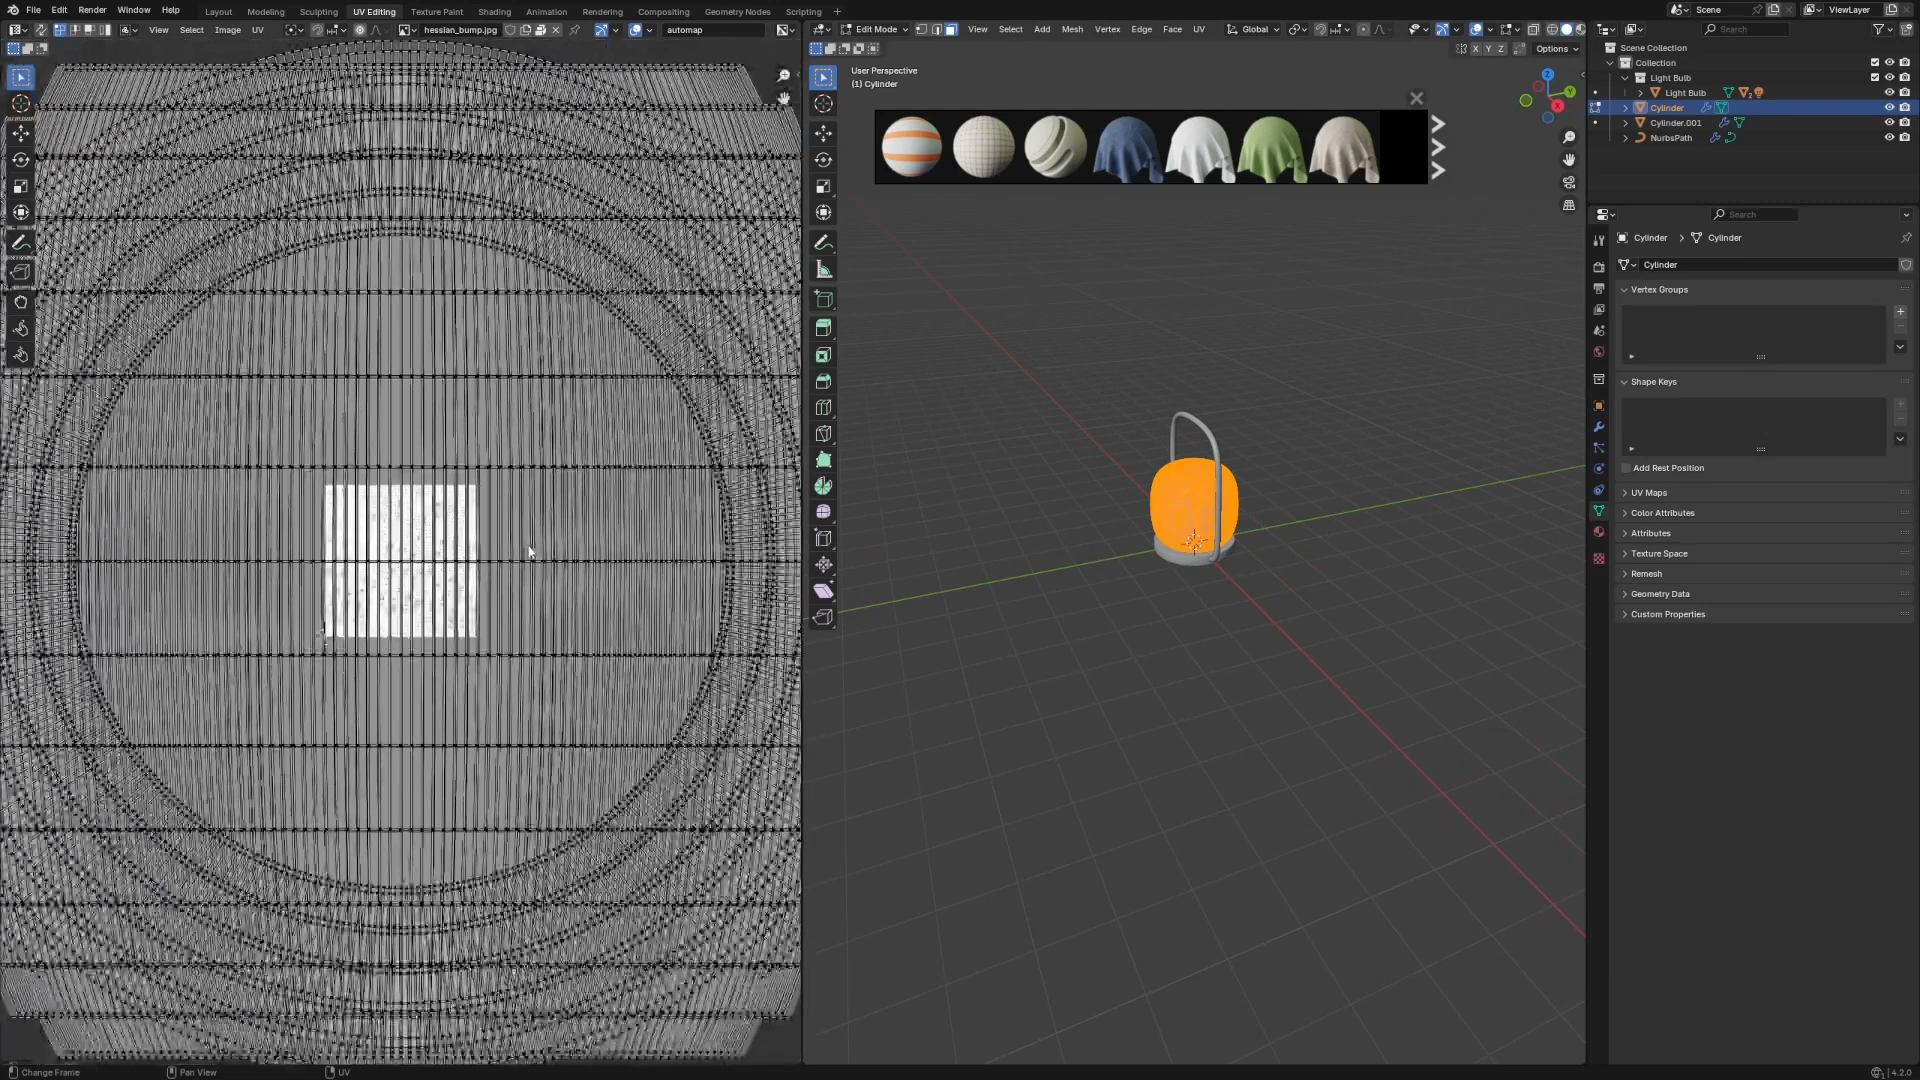 File Edit Render Window Help Layout Modeling Sculpting UV Editing Texture Paint Shading Animation Rendering Compositing Geometry Nodes Scripting + Scene ViewLayer
View Select Image UV hessian_bump.jpg automap Edit Mode View Select Add Mesh Vertex Edge Face UV Global Search
X Y Z Options
Scene Collection
Collection
Light Bulb
Light Bulb
Cylinder
Cylinder.001
NurbsPath
User Perspective
(1) Cylinder
Z
Y
X
Search
Cylinder > Cylinder
Cylinder
Vertex Groups
Shape Keys
Add Rest Position
UV Maps
Color Attributes
Attributes
Texture Space
Remesh
Geometry Data
Custom Properties
Change Frame Pan View UV 4.2.0